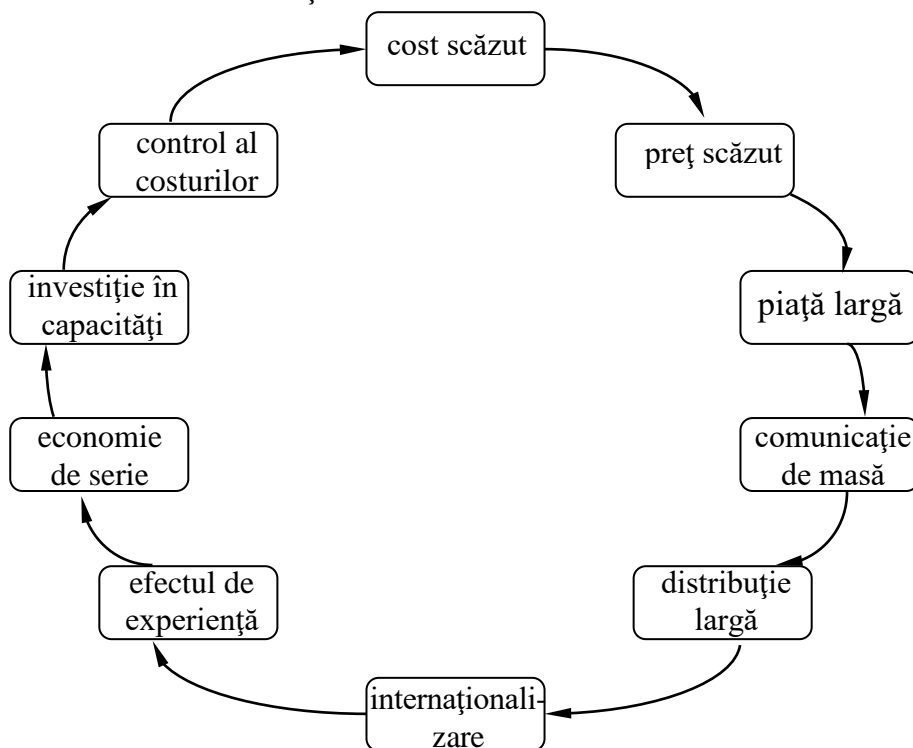 cost scăzut
preţ scăzut
piaţă largă
comunicaţie
de masă
distribuţie
largă
internaţionali-
zare
efectul de
experienţă
economie
de serie
investiţie în
capacităţi
control al
costurilor